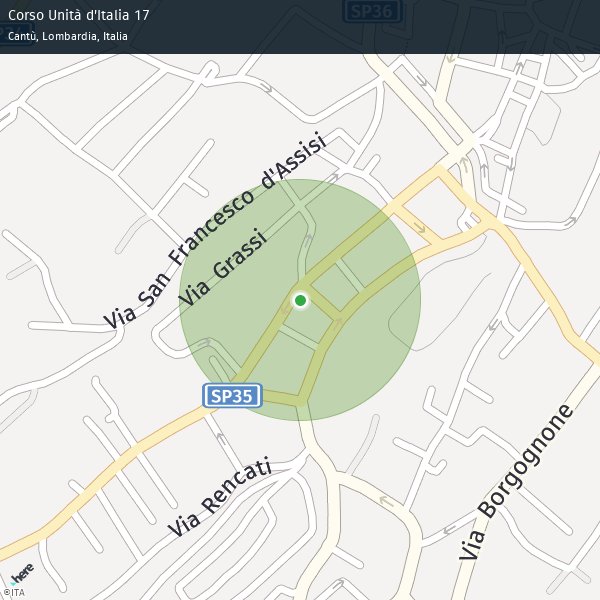 Corso Unità d'Italia 17
Cantù, Lombardia, Italia
SP36
Via San Francesco d'Assisi
Via Grassi
SP35
Via Rencati
Via Borgognone
here
©ITA